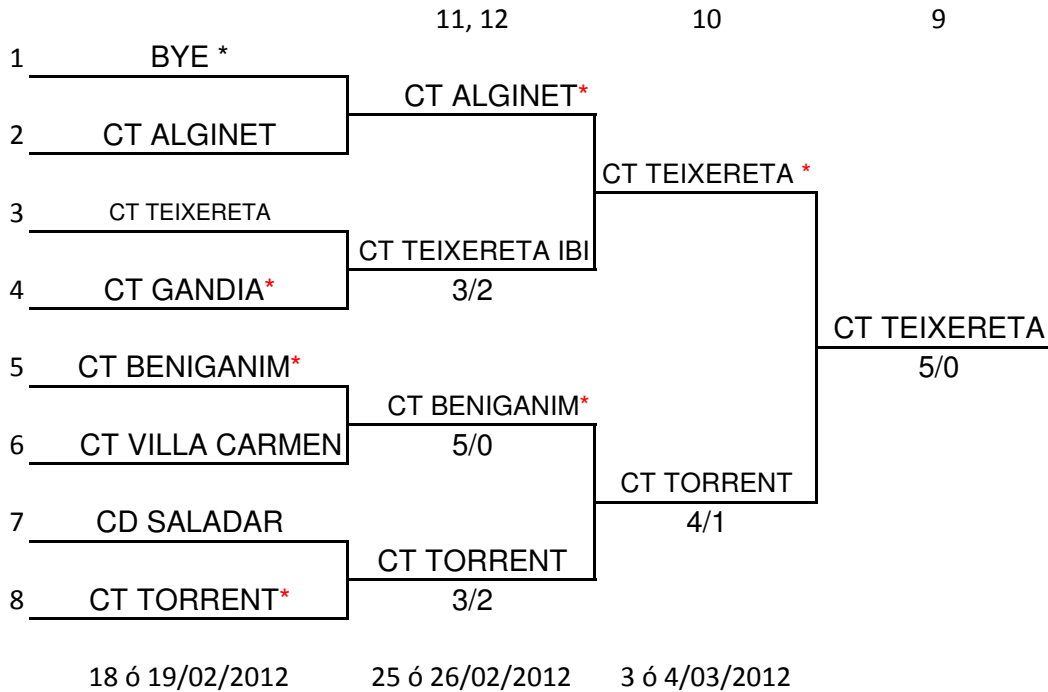 11, 12 10 9
1 BYE *
CT ALGINET*
2 CT ALGINET
CT TEIXERETA *
3 CT TEIXERETA
CT TEIXERETA IBI
4 CT GANDIA*
3/2
CT TEIXERETA
5 CT BENIGANIM*
5/0
CT BENIGANIM*
6 CT VILLA CARMEN
5/0
CT TORRENT
7 CD SALADAR
4/1
CT TORRENT
8 CT TORRENT*
3/2
18 ó 19/02/2012 25 ó 26/02/2012 3 ó 4/03/2012